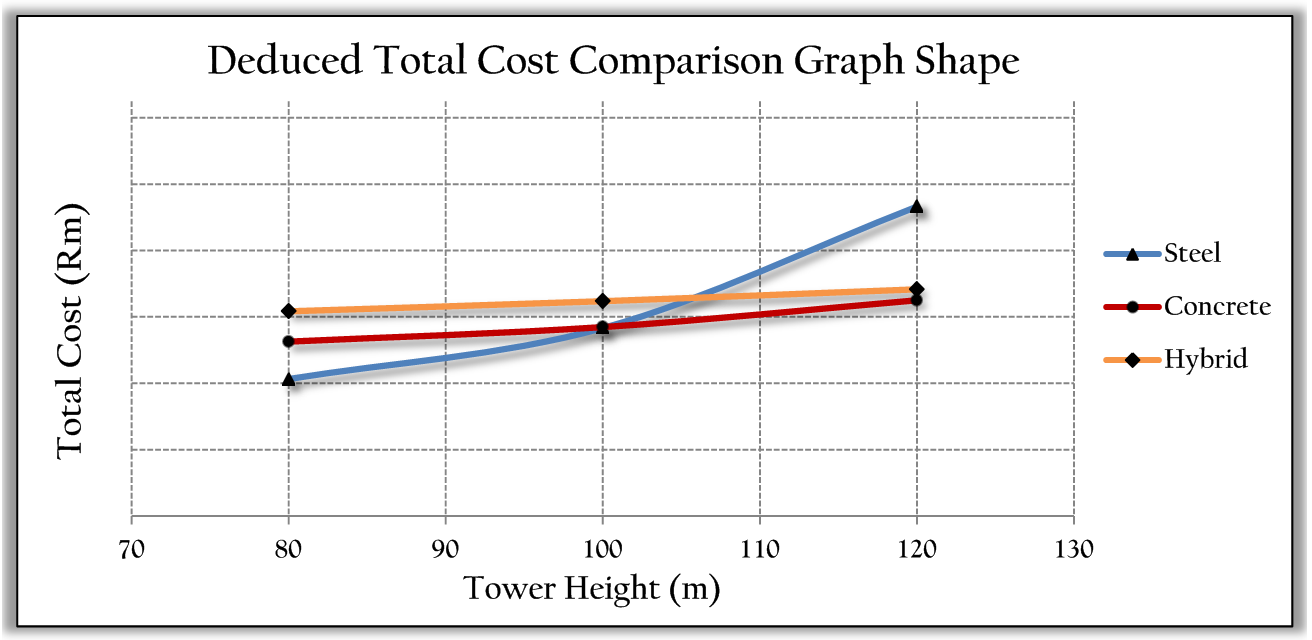 Deduced Total Cost Comparison Graph Shape
Total Cost (Rm)
Steel
Concrete
Hybrid
70 80 90 100 110 120 130
Tower Height (m)